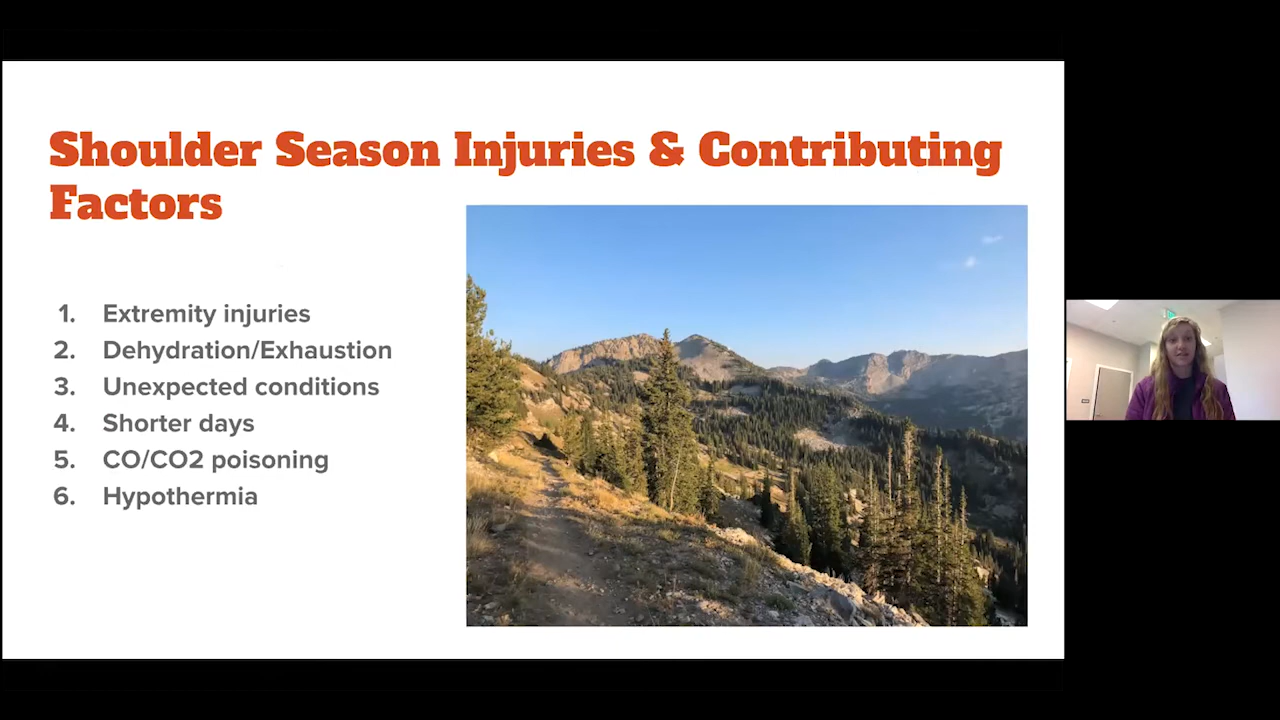 Shoulder Season Injuries & Contributing
Factors
1. Extremity injuries
2. Dehydration/Exhaustion
3. Unexpected conditions
4. Shorter days
5. CO/CO2 poisoning
6. Hypothermia